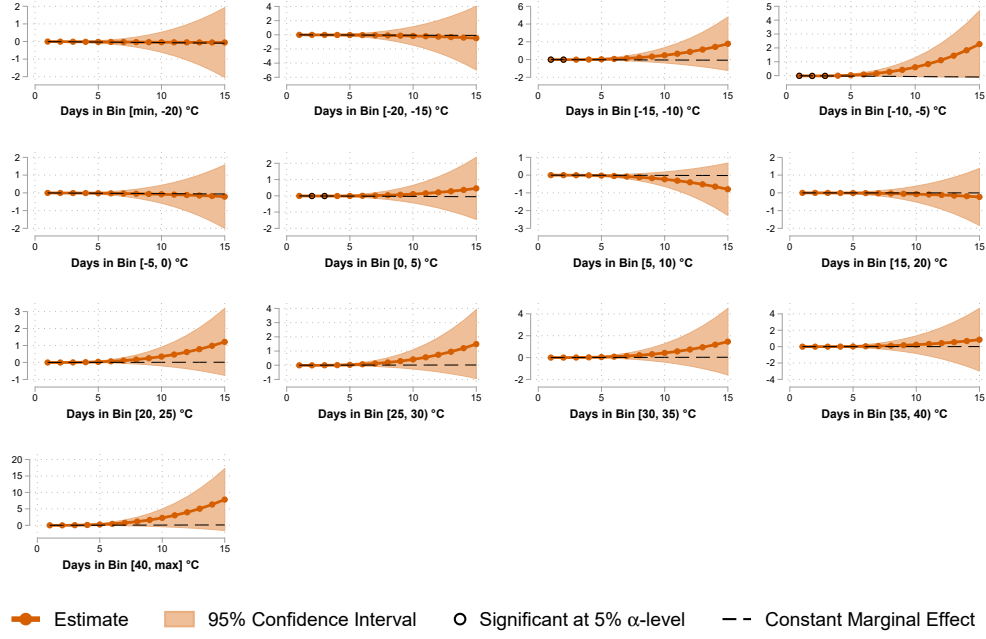 2
1
0
-1
-2
0 5 10 15
Days in Bin [min, -20) °C
4
2
0
-2
-4
-6
0 5 10 15
Days in Bin [-20, -15) °C
6
4
2
0
-2
0 5 10 15
Days in Bin [-15, -10) °C
5
4
3
2
1
0
0 5 10 15
Days in Bin [-10, -5) °C
2
1
0
-1
-2
0 5 10 15
Days in Bin [-5, 0) °C
2
1
0
-1
-2
0 5 10 15
Days in Bin [0, 5) °C
1
0
-1
-2
-3
0 5 10 15
Days in Bin [5, 10) °C
2
1
0
-1
-2
0 5 10 15
Days in Bin [15, 20) °C
3
2
1
0
-1
0 5 10 15
Days in Bin [20, 25) °C
4
3
2
1
0
-1
0 5 10 15
Days in Bin [25, 30) °C
4
2
0
-2
0 5 10 15
Days in Bin [30, 35) °C
4
2
0
-2
-4
0 5 10 15
Days in Bin [35, 40) °C
20
15
10
5
0
0 5 10 15
Days in Bin [40, max] °C
Estimate 95% Confidence Interval Significant at 5% α-level Constant Marginal Effect